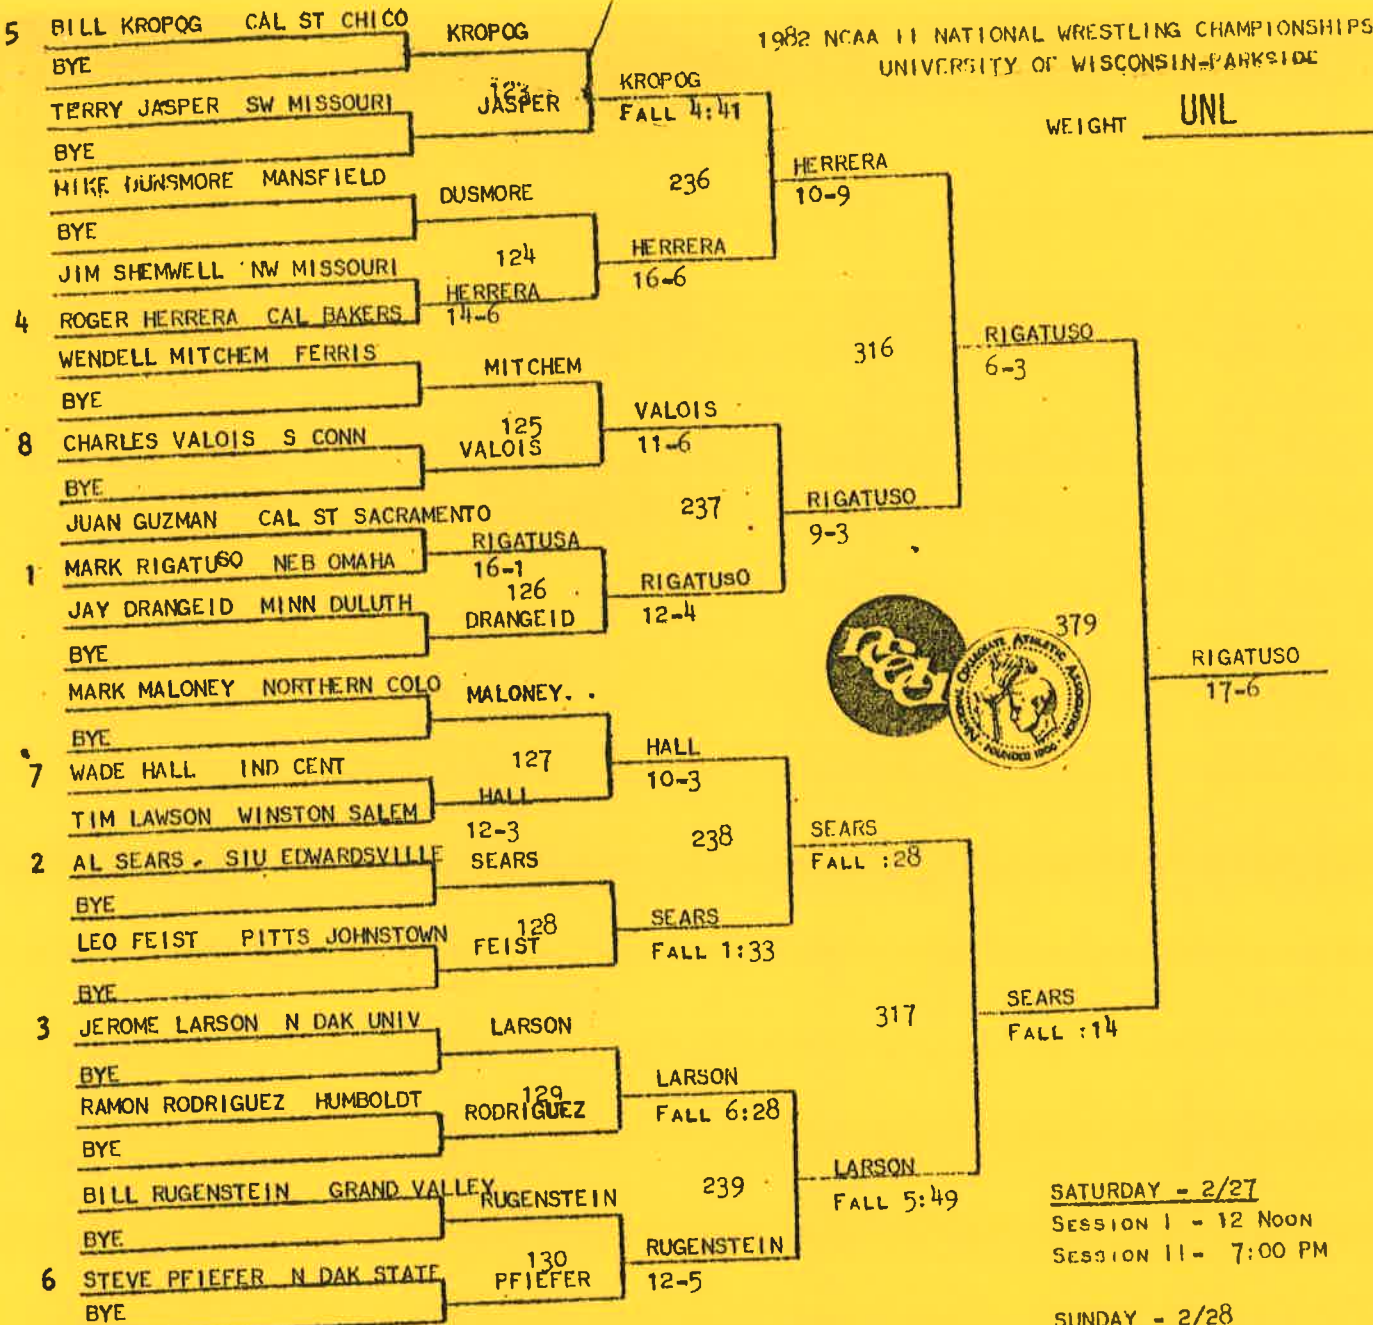 1982 NCAA II NATIONAL WRESTLING CHAMPIONSHIPS
UNIVERSITY OF WISCONSIN-PARKSIDE
WEIGHT UNL
5 BILL KROPOG CAL ST CHICO
BYE
TERRY JASPER SW MISSOURI
BYE
MIKE DUNSMORE MANSFIELD
BYE
JIM SHEMWELL NW MISSOURI
4 ROGER HERRERA CAL BAKERS
WENDELL MITCHEM FERRIS
BYE
8 CHARLES VALOIS S CONN
BYE
JUAN GUZMAN CAL ST SACRAMENTO
1 MARK RIGATUSO NEB OMAHA
JAY DRANGEID MINN DULUTH
BYE
MARK MALONEY NORTHERN COLO
BYE
7 WADE HALL IND CENT
TIM LAWSON WINSTON SALEM
2 AL SEARS. SIU EDWARDSVILLE
BYE
LEO FEIST PITTS JOHNSTOWN
BYE
3 JEROME LARSON N DAK UNIV
BYE
RAMON RODRIGUEZ HUMBOLDT
BYE
BILL RUGENSTEIN GRAND VALLEY
BYE
6 STEVE PFIEFER N DAK STATE
BYE
KROPOG
123
JASPER
DUSMORE
124
HERRERA
14-6
MITCHEM
125
VALOIS
RIGATUSA
16-1
126
DRANGEID
MALONEY.
127
HALL
12-3
SEARS
128
FEIST
LARSON
129
RODRIGUEZ
RUGENSTEIN
130
PFIEFER
KROPOG
FALL 4:41
236
HERRERA
16-6
VALOIS
11-6
237
RIGATUSO
12-4
HALL
10-3
238
SEARS
FALL 1:33
LARSON
FALL 6:28
239
RUGENSTEIN
12-5
HERRERA
10-9
316
RIGATUSO
9-3
SEARS
FALL :28
317
LARSON
FALL 5:49
RIGATUSO
6-3
379
SEARS
FALL :14
RIGATUSO
17-6
ncaa
NATIONAL COLLEGIATE ATHLETIC ASSOCIATION
FOUNDED 1906
SATURDAY - 2/27
SESSION I - 12 NOON
SESSION II - 7:00 PM
SUNDAY - 2/28